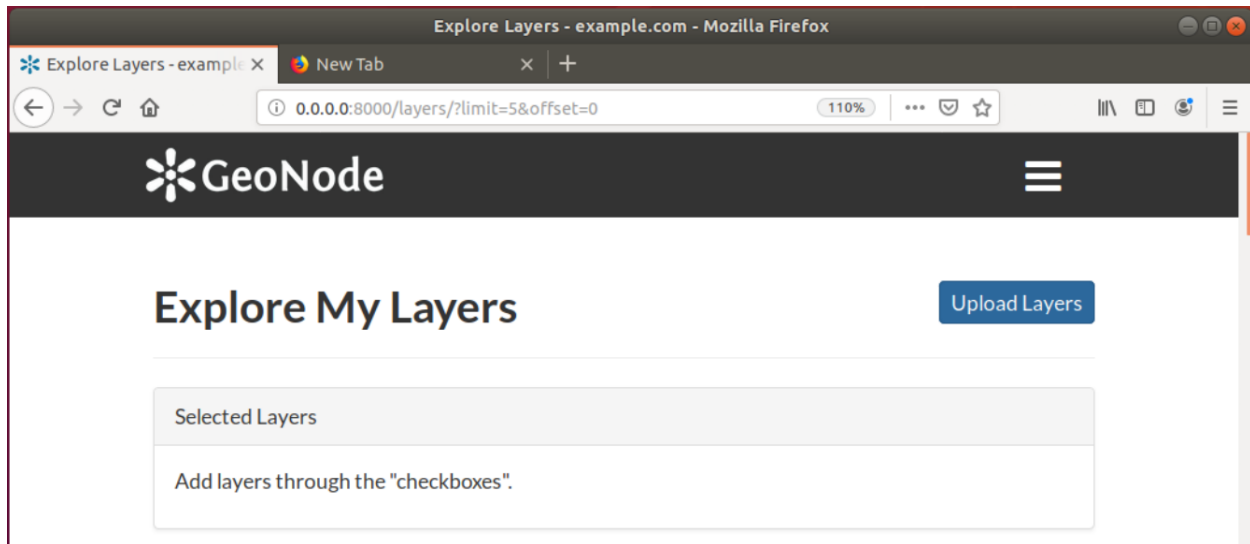 Explore Layers - example.com - Mozilla Firefox
Explore Layers - example
New Tab
0.0.0.0:8000/layers/?limit=5&offset=0
110%
GeoNode
Explore My Layers
Upload Layers
Selected Layers
Add layers through the "checkboxes".